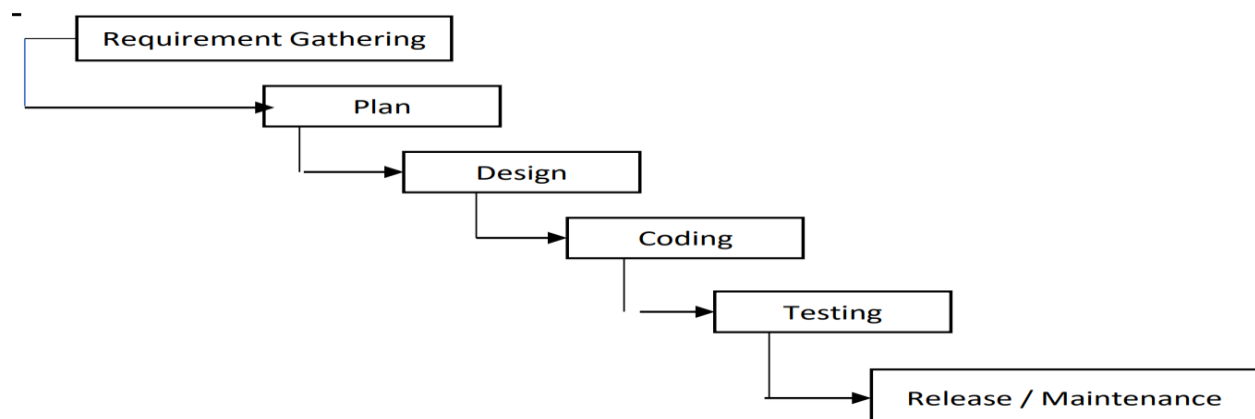 Requirement Gathering
Plan
Design
Coding
Testing
Release / Maintenance